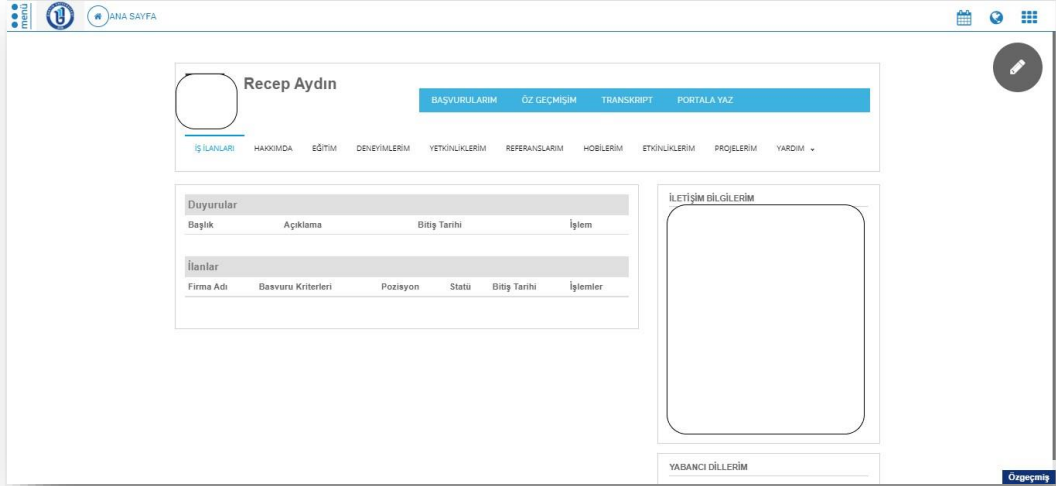 menü
ANA SAYFA
Recep Aydın
BAŞVURULARIM ÖZ GEÇMİŞİM TRANSKRIPT PORTALA YAZ
İŞ İLANLARI HAKKIMDA EĞİTİM DENEYİMLERİM YETKİNLİKLERİM REFERANSLARIM HOBİLERİM ETKİNLİKLERİM PROJELERİM YARDIM
Duyurular
Başlık Açıklama Bitiş Tarihi İşlem
İlanlar
Firma Adı Basvuru Kriterleri Pozisyon Statü Bitiş Tarihi İşlemler
İLETİŞİM BİLGİLERİM
YABANCI DİLLERİM
Özgeçmiş